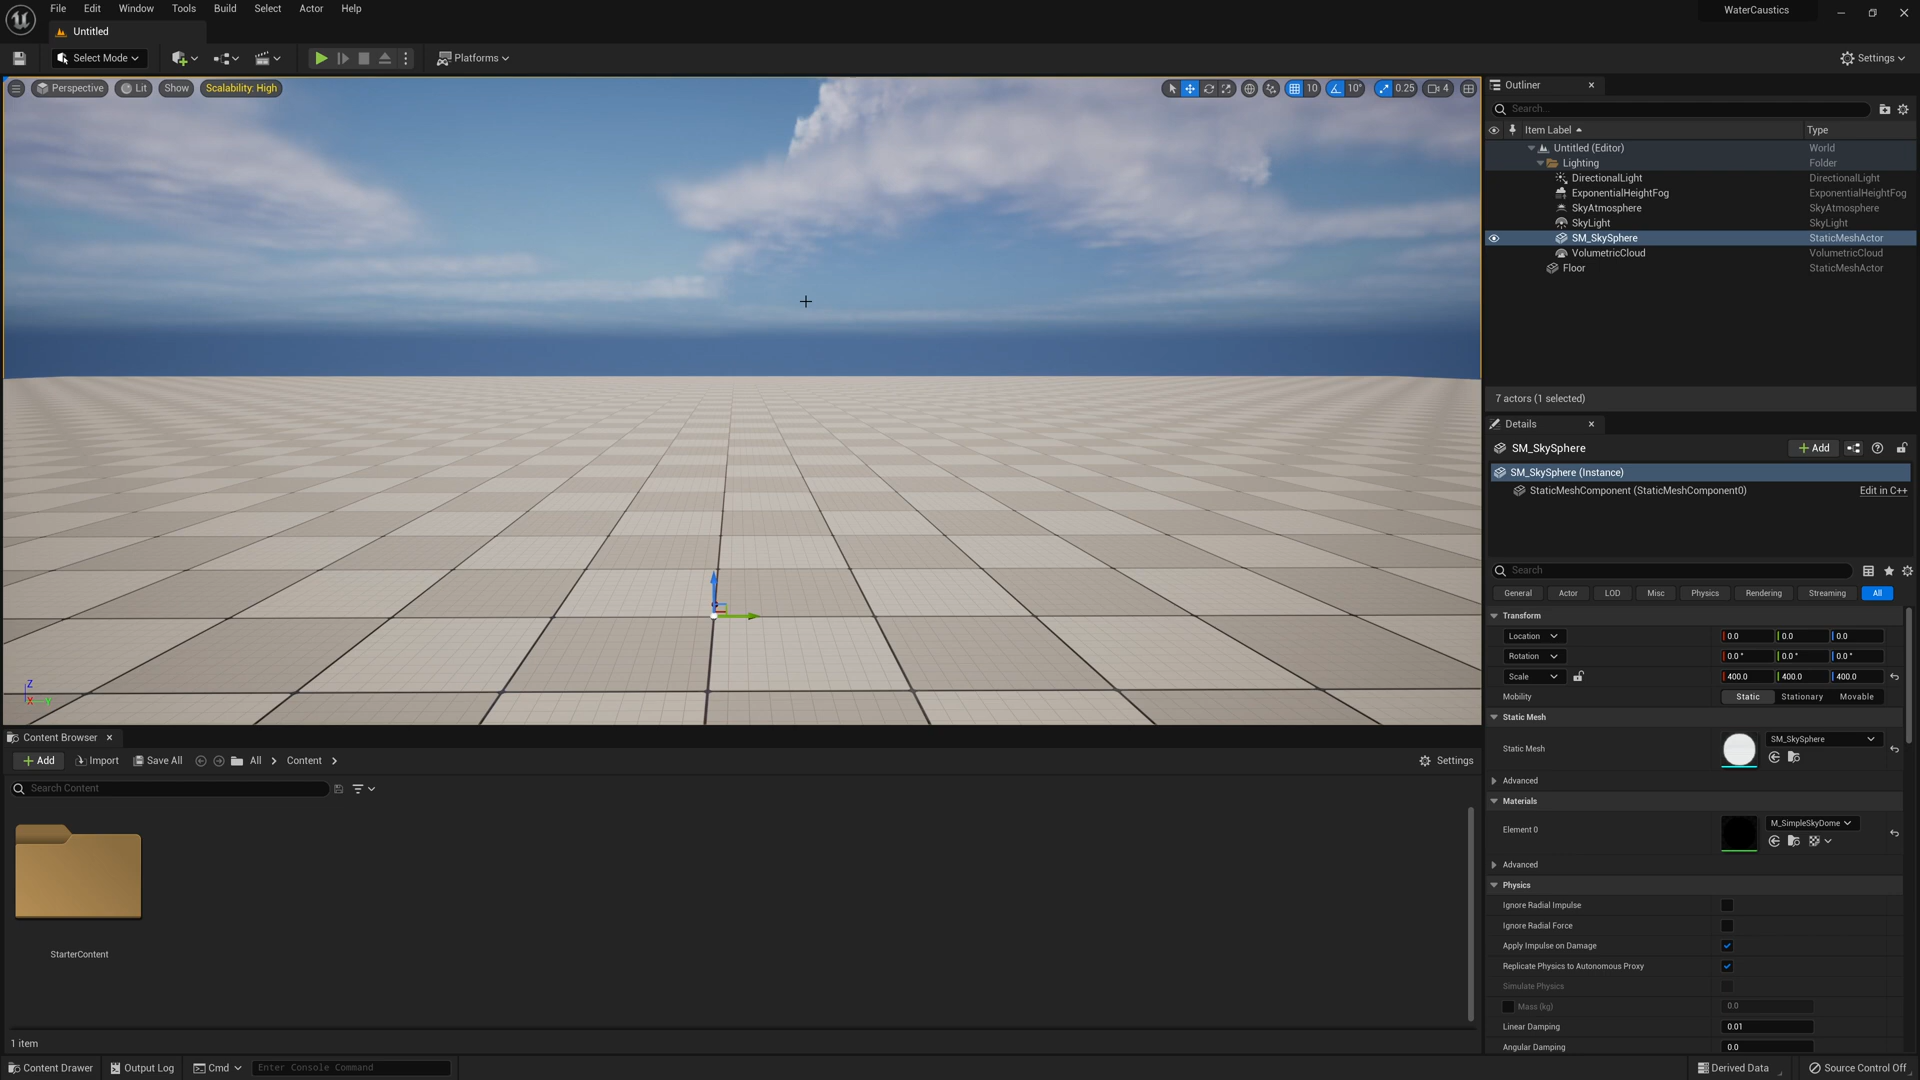 File Edit Window Tools Build Select Actor Help
WaterCaustics
Untitled
Select Mode
Platforms
Settings
Perspective Lit Show Scalability: High
10 10° 0.25 4
Z
X Y
Outliner
Search...
Item Label Type
Untitled (Editor) World
Lighting Folder
DirectionalLight DirectionalLight
ExponentialHeightFog ExponentialHeightFog
SkyAtmosphere SkyAtmosphere
SkyLight SkyLight
SM_SkySphere StaticMeshActor
VolumetricCloud VolumetricCloud
Floor StaticMeshActor
7 actors (1 selected)
Details
SM_SkySphere
Add
SM_SkySphere (Instance)
StaticMeshComponent (StaticMeshComponent0) Edit in C++
Search
General Actor LOD Misc Physics Rendering Streaming All
Transform
Location 0.0 0.0 0.0
Rotation 0.0° 0.0° 0.0°
Scale 400.0 400.0 400.0
Mobility Static Stationary Movable
Static Mesh
Static Mesh SM_SkySphere
Advanced
Materials
Element 0 M_SimpleSkyDome
Advanced
Physics
Ignore Radial Impulse
Ignore Radial Force
Apply Impulse on Damage
Replicate Physics to Autonomous Proxy
Simulate Physics
Mass (kg) 0.0
Linear Damping 0.01
Angular Damping 0.0
Content Browser
Add Import Save All All Content Settings
Search Content
StarterContent
1 item
Content Drawer Output Log Cmd Enter Console Command
Derived Data Source Control Off